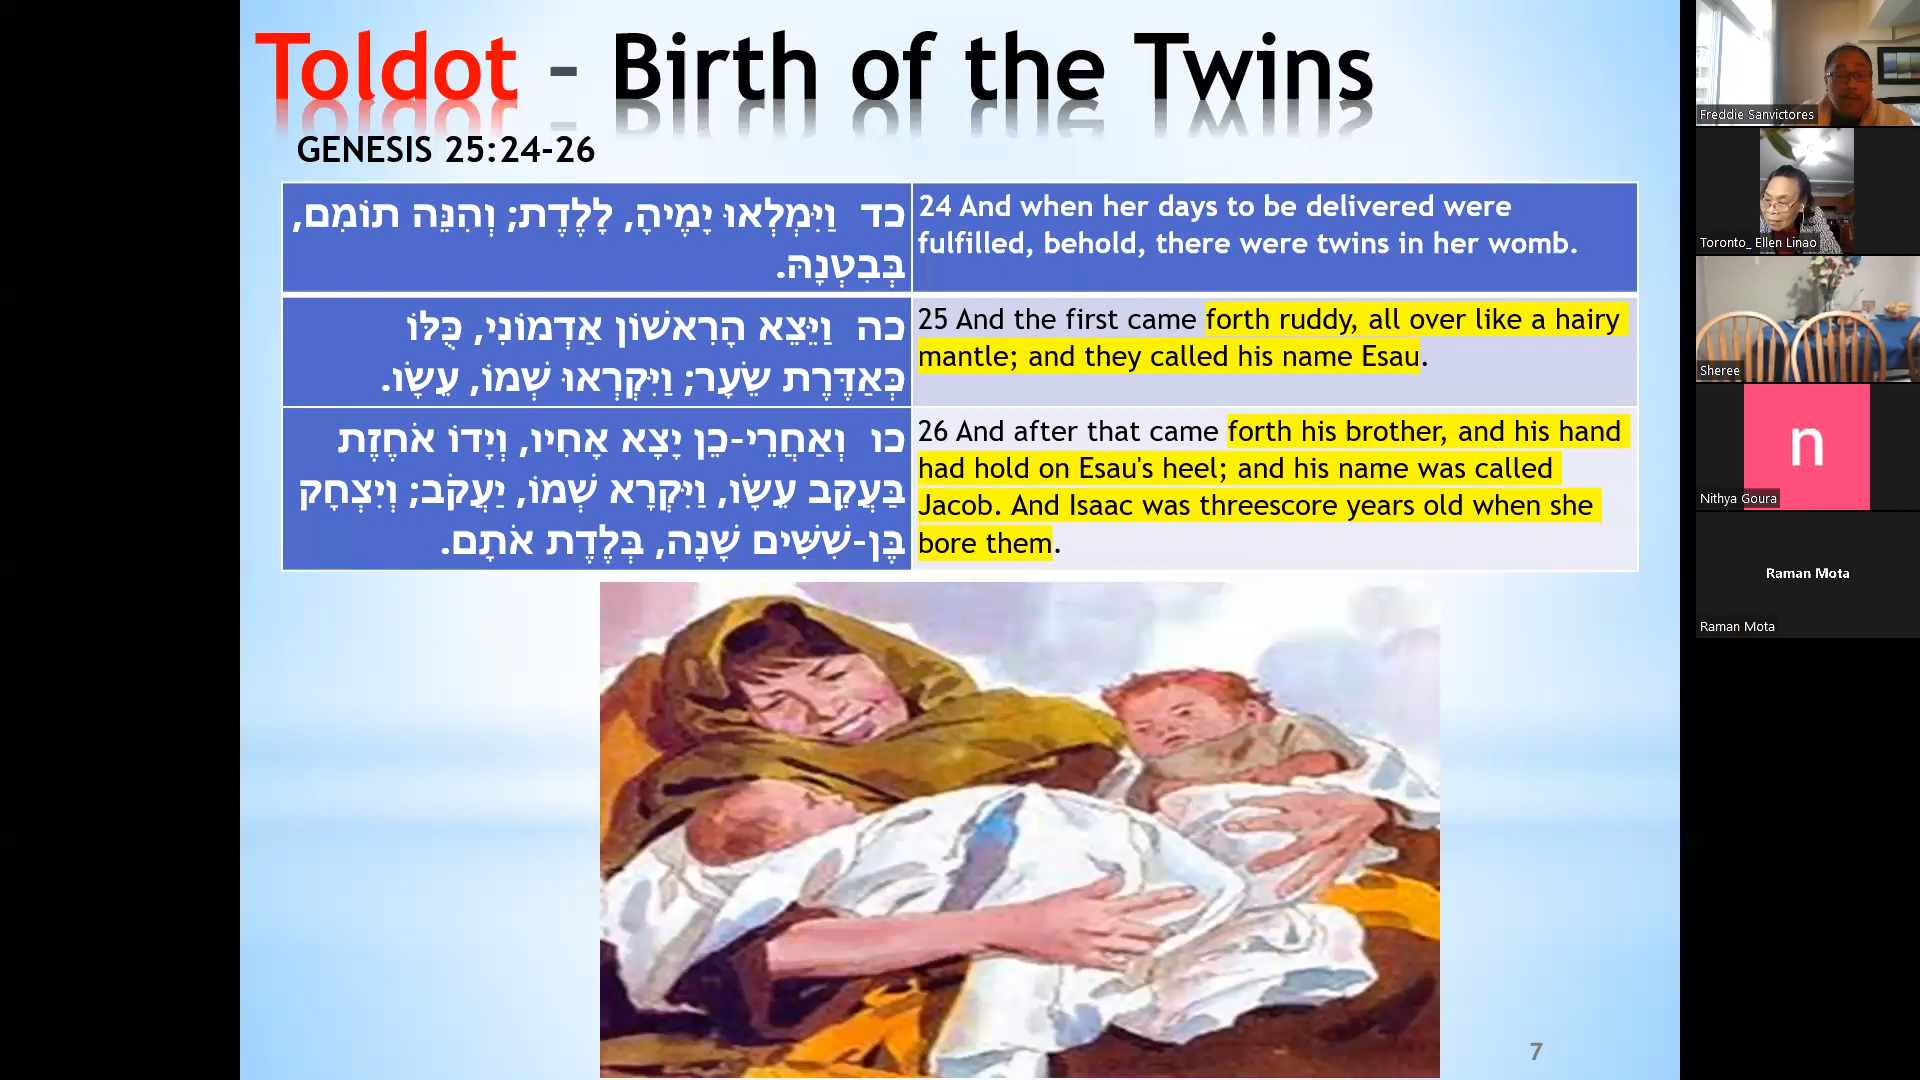 Toldot - Birth of the Twins
GENESIS 25:24-26
כד  וַיִּמְלְאוּ יָמֶיהָ, לָלֶדֶת; וְהִנֵּה תוֹמִם,
בְּבִטְנָהּ.
24 And when her days to be delivered were
fulfilled, behold, there were twins in her womb.
כה  וַיֵּצֵא הָרִאשׁוֹן אַדְמוֹנִי, כֻּלּוֹ
כְּאַדֶּרֶת שֵׂעָר; וַיִּקְרְאוּ שְׁמוֹ, עֵשָׂו.
25 And the first came forth ruddy, all over like a hairy
mantle; and they called his name Esau.
כו  וְאַחֲרֵי-כֵן יָצָא אָחִיו, וְיָדוֹ אֹחֶזֶת
בַּעֲקֵב עֵשָׂו, וַיִּקְרָא שְׁמוֹ, יַעֲקֹב; וְיִצְחָק
בֶּן-שִׁשִּׁים שָׁנָה, בְּלֶדֶת אֹתָם.
26 And after that came forth his brother, and his hand
had hold on Esau's heel; and his name was called
Jacob. And Isaac was threescore years old when she
bore them.
7
Freddie Sanvictores
Toronto_ Ellen Linao
Sheree
n
Nithya Goura
Raman Mota
Raman Mota